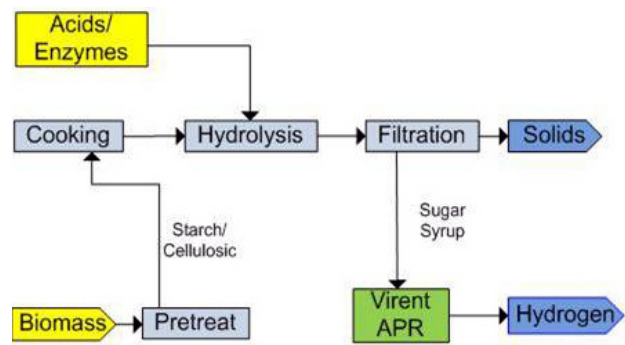 Acids/
Enzymes
Cooking
Hydrolysis
Filtration
Solids
Starch/
Cellulosic
Sugar
Syrup
Biomass
Pretreat
Virent
APR
Hydrogen